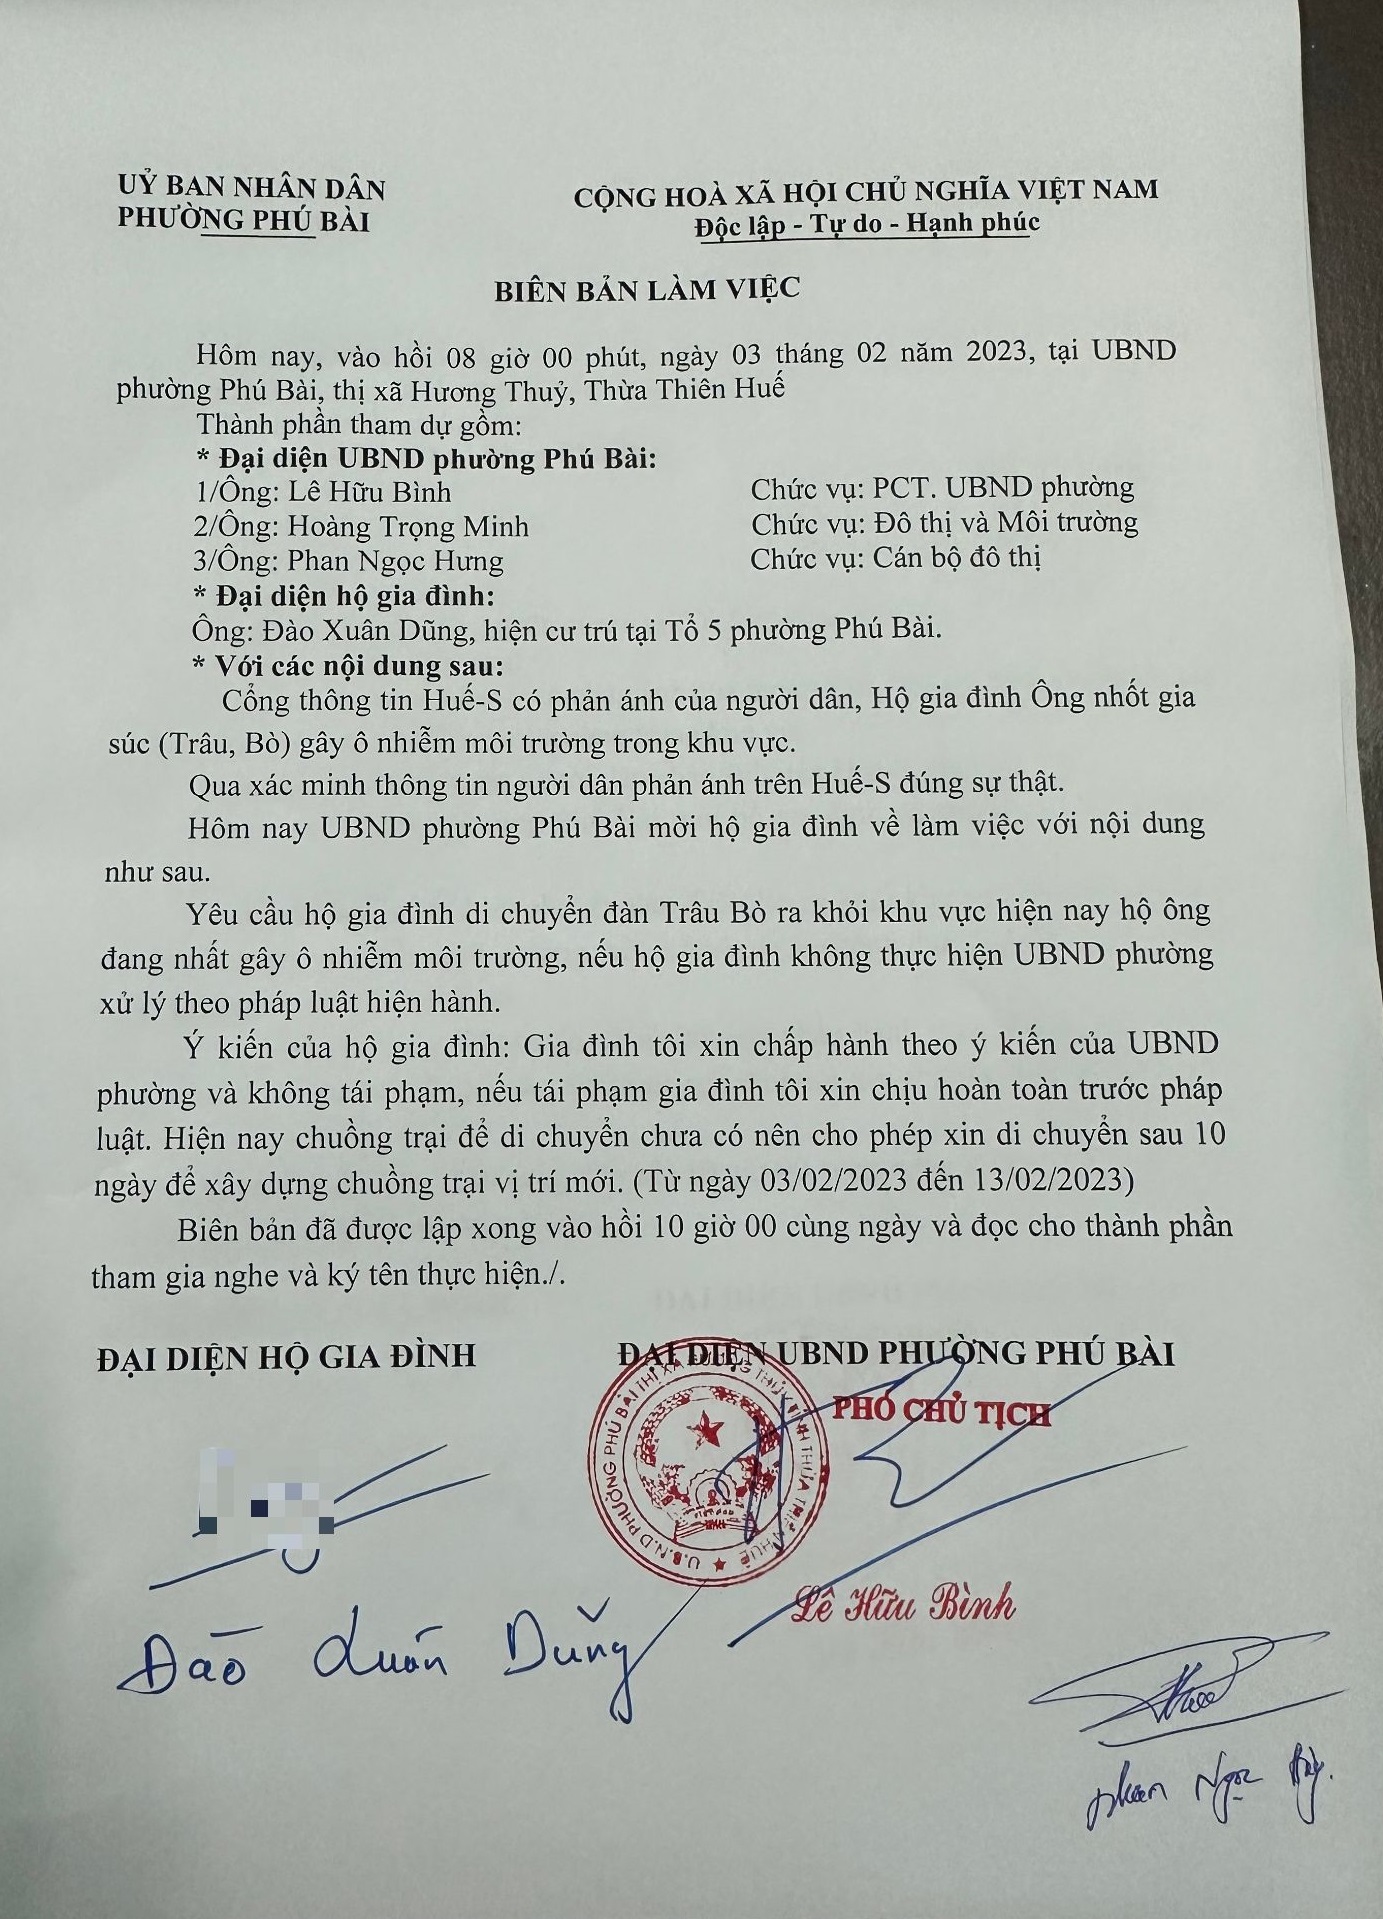 UỶ BAN NHÂN DÂN
PHƯỜNG PHÚ BÀI
CỘNG HOÀ XÃ HỘI CHỦ NGHĨA VIỆT NAM
Độc lập - Tự do - Hạnh phúc
BIÊN BẢN LÀM VIỆC
Hôm nay, vào hồi 08 giờ 00 phút, ngày 03 tháng 02 năm 2023, tại UBND
phường Phú Bài, thị xã Hương Thuỷ, Thừa Thiên Huế
Thành phần tham dự gồm:
* Đại diện UBND phường Phú Bài:
1/Ông: Lê Hữu Bình Chức vụ: PCT. UBND phường
2/Ông: Hoàng Trọng Minh Chức vụ: Đô thị và Môi trường
3/Ông: Phan Ngọc Hưng Chức vụ: Cán bộ đô thị
* Đại diện hộ gia đình:
Ông: Đào Xuân Dũng, hiện cư trú tại Tổ 5 phường Phú Bài.
* Với các nội dung sau:
Cổng thông tin Huế-S có phản ánh của người dân, Hộ gia đình Ông nhốt gia
súc (Trâu, Bò) gây ô nhiễm môi trường trong khu vực.
Qua xác minh thông tin người dân phản ánh trên Huế-S đúng sự thật.
Hôm nay UBND phường Phú Bài mời hộ gia đình về làm việc với nội dung
như sau.
Yêu cầu hộ gia đình di chuyển đàn Trâu Bò ra khỏi khu vực hiện nay hộ ông
đang nhất gây ô nhiễm môi trường, nếu hộ gia đình không thực hiện UBND phường
xử lý theo pháp luật hiện hành.
Ý kiến của hộ gia đình: Gia đình tôi xin chấp hành theo ý kiến của UBND
phường và không tái phạm, nếu tái phạm gia đình tôi xin chịu hoàn toàn trước pháp
luật. Hiện nay chuồng trại để di chuyển chưa có nên cho phép xin di chuyển sau 10
ngày để xây dựng chuồng trại vị trí mới. (Từ ngày 03/02/2023 đến 13/02/2023)
Biên bản đã được lập xong vào hồi 10 giờ 00 cùng ngày và đọc cho thành phần
tham gia nghe và ký tên thực hiện./.
ĐẠI DIỆN HỘ GIA ĐÌNH
ĐẠI DIỆN UBND PHƯỜNG PHÚ BÀI
PHÓ CHỦ TỊCH
U.B.N.D PHƯỜNG PHÚ BÀI THỊ XÃ HƯƠNG THỦY TỈNH THỪA THIÊN HUẾ
Lê Hữu Bình
Đào Xuân Dũng
Phan Ngọc